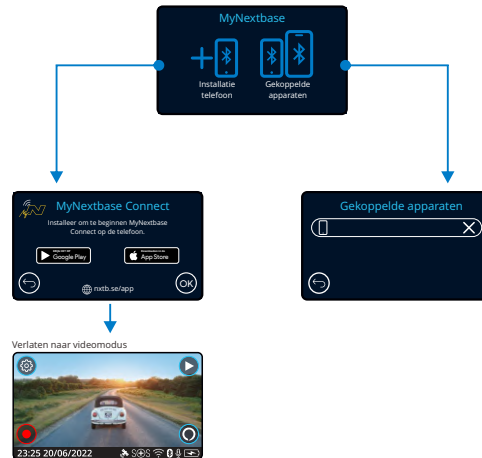 MyNextbase
Installatie
telefoon
Gekoppelde
apparaten
MyNextbase Connect
Installeer om te beginnen MyNextbase
Connect op de telefoon.
Google Play
App Store
OK
nxtb.se/app
Gekoppelde apparaten
Verlaten naar videomodus
23:25 20/06/2022
SOS